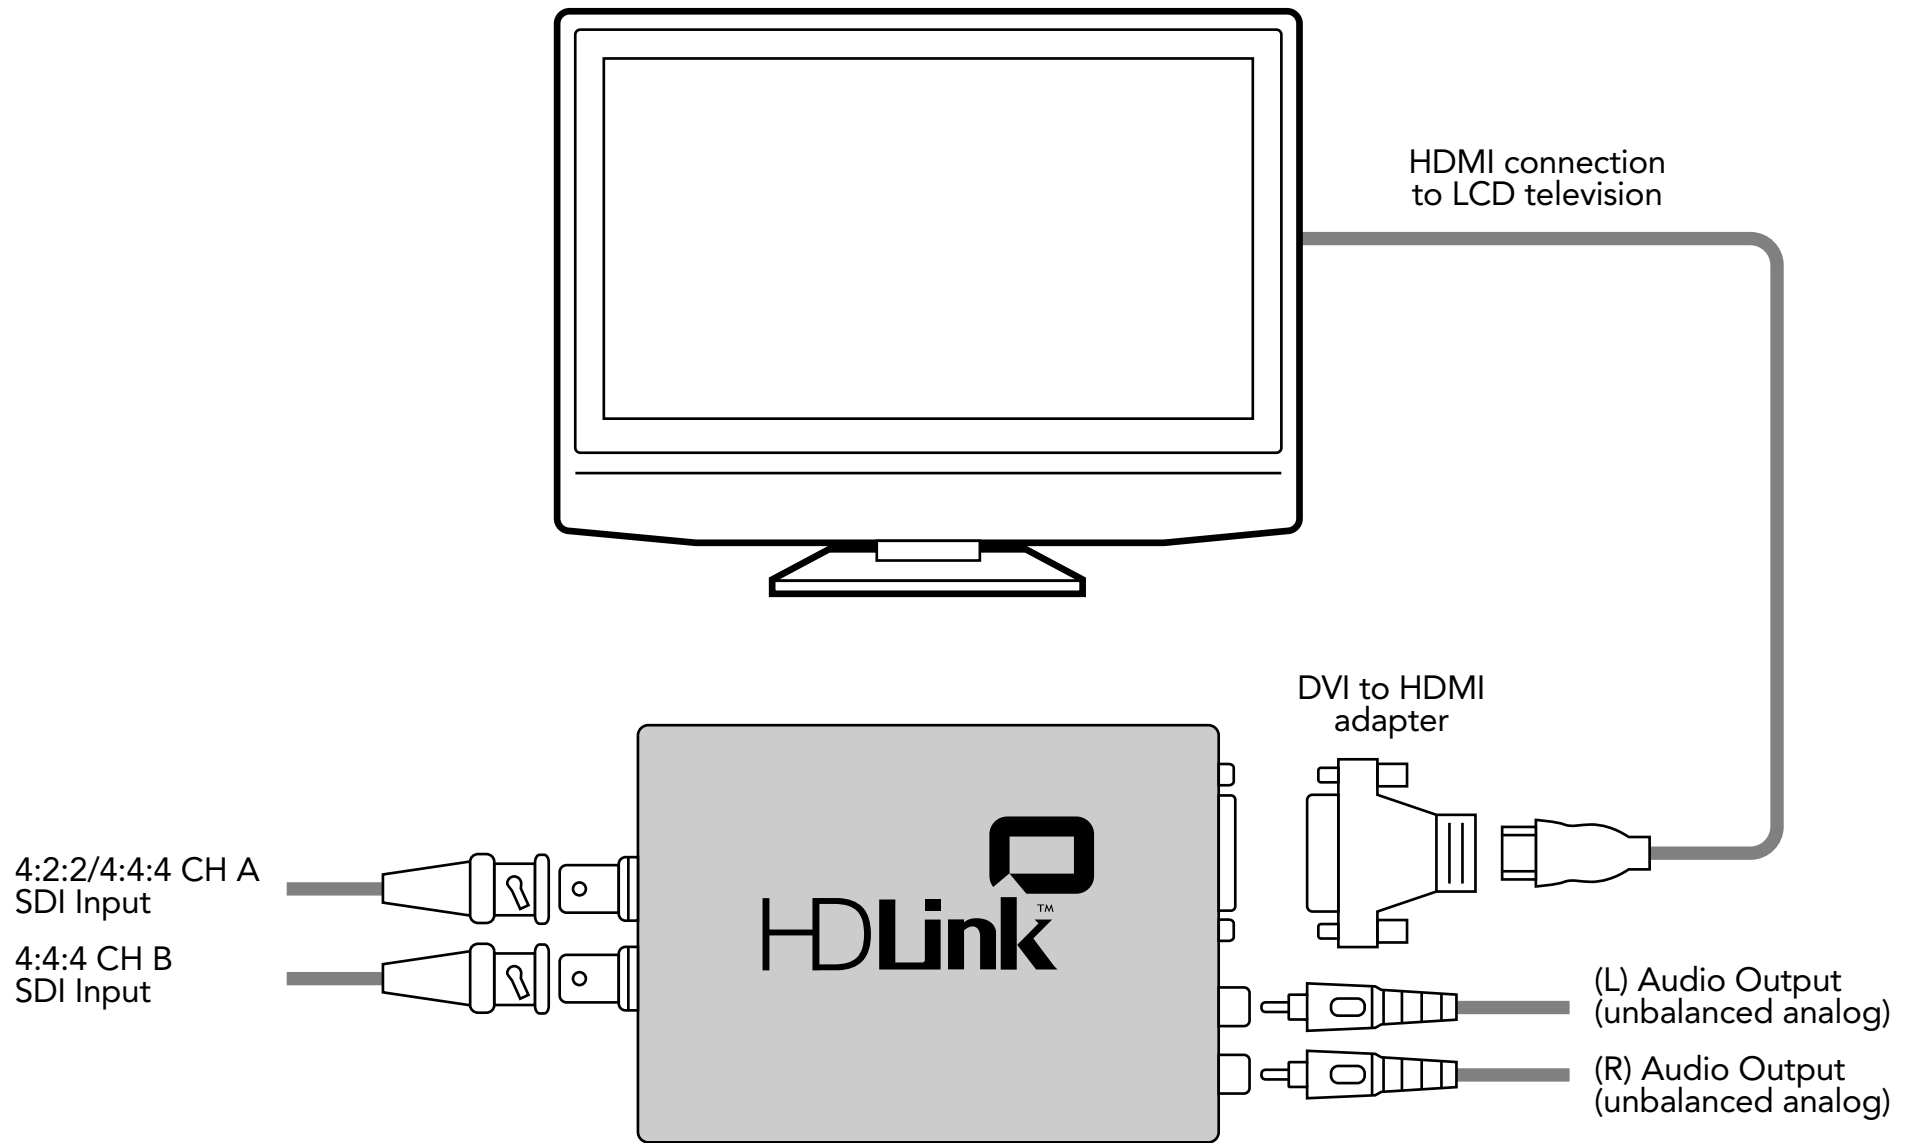 HDMI connection
to LCD television
DVI to HDMI
adapter
4:2:2/4:4:4 CH A
SDI Input
4:4:4 CH B
SDI Input
HDLink™
(L) Audio Output
(unbalanced analog)
(R) Audio Output
(unbalanced analog)